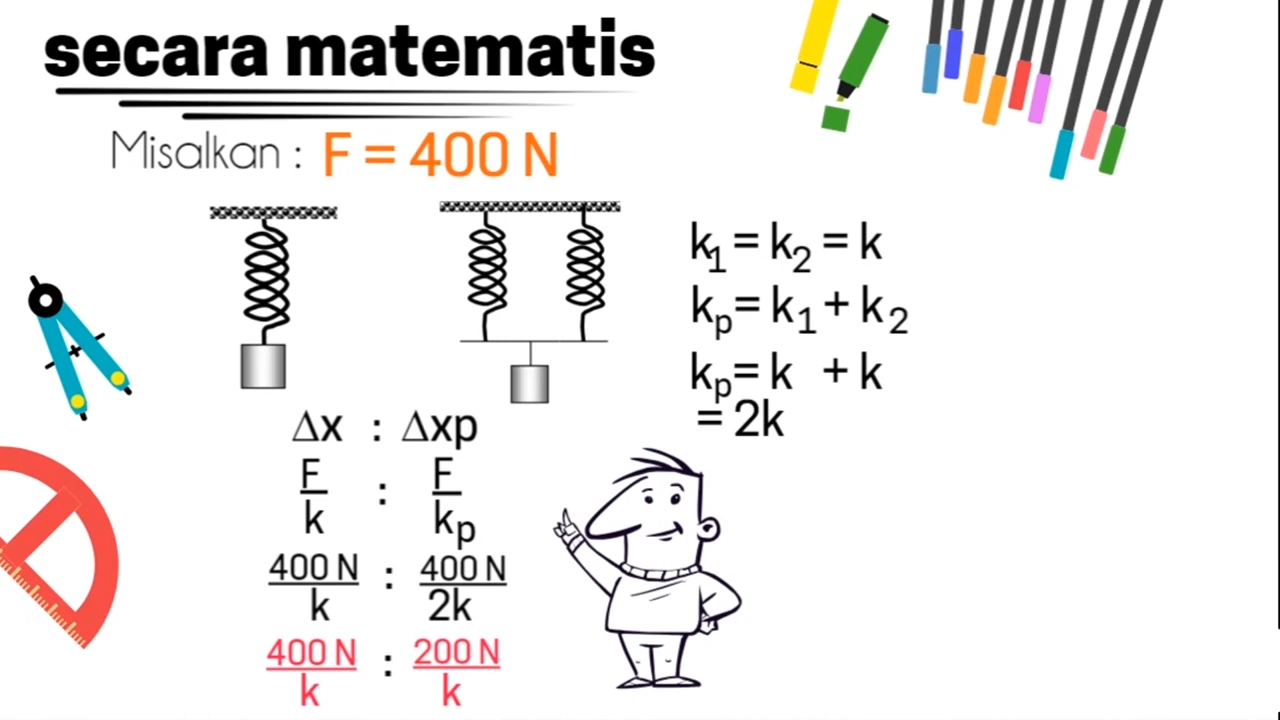 secara matematis
Misalkan : F = 400 N
k₁ = k₂ = k
kₚ = k₁ + k₂
kₚ = k + k
= 2k
Δx : Δxp
F/k : F/kₚ
400 N/k : 400 N/2k
400 N/k : 200 N/k